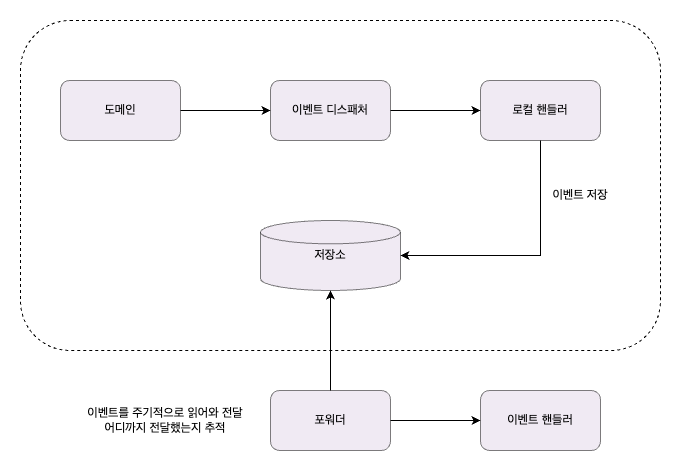 도메인
이벤트 디스패처
로컬 핸들러
이벤트 저장
저장소
이벤트를 주기적으로 읽어와 전달
어디까지 전달했는지 추적
포워더
이벤트 핸들러